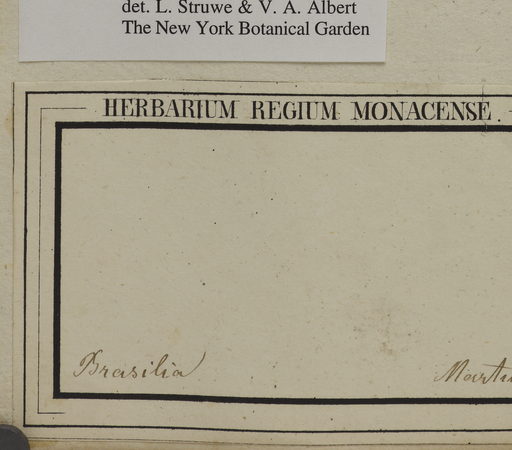 det. L. Struwe & V. A. Albert
The New York Botanical Garden
HERBARIUM REGIUM MONACENSE.
Brasilia